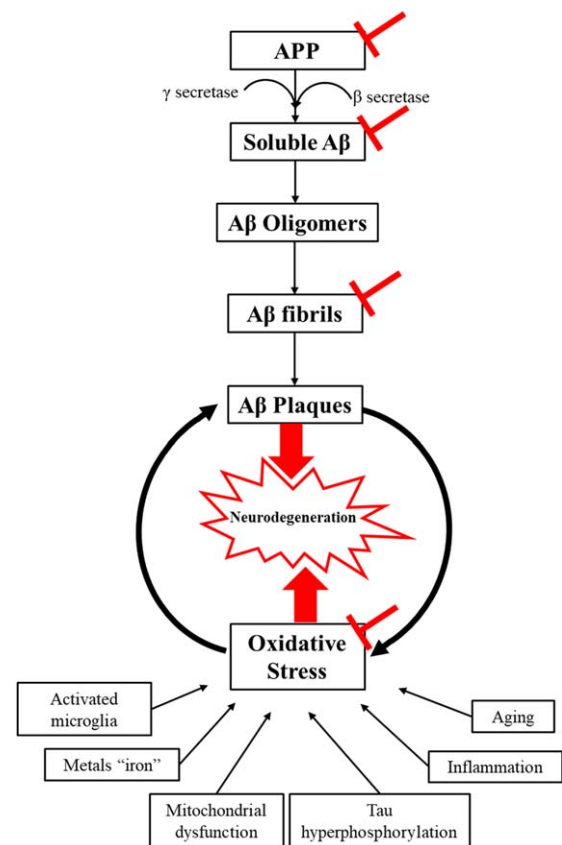 APP
γ secretase
β secretase
Soluble Aβ
Aβ Oligomers
Aβ fibrils
Aβ Plaques
Neurodegeneration
Oxidative
Stress
Activated
microglia
Aging
Metals “iron”
Inflammation
Mitochondrial
dysfunction
Tau
hyperphosphorylation